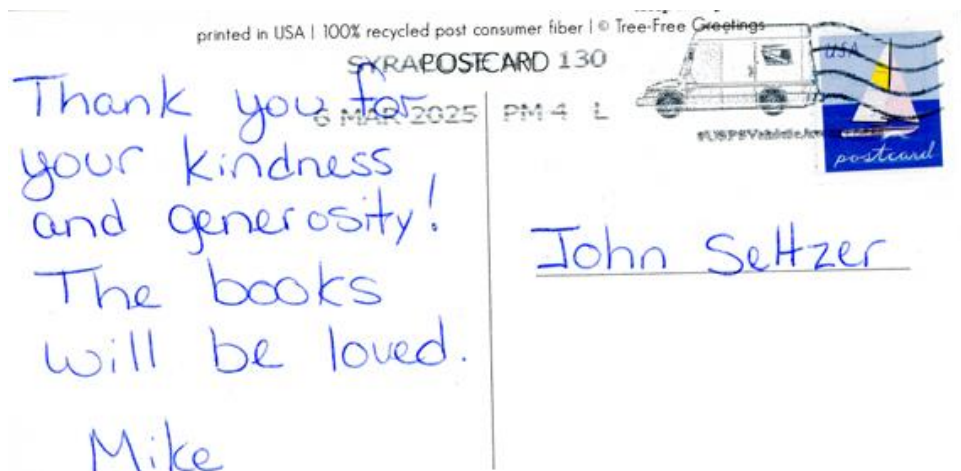 printed in USA | 100% recycled post consumer fiber | © Tree-Free Greetings
POSTCARD 130
6 MAR 2025 PM 4 L
USA
postcard
Thank you for
your kindness
and generosity!
The books
will be loved.
Mike
John Seltzer